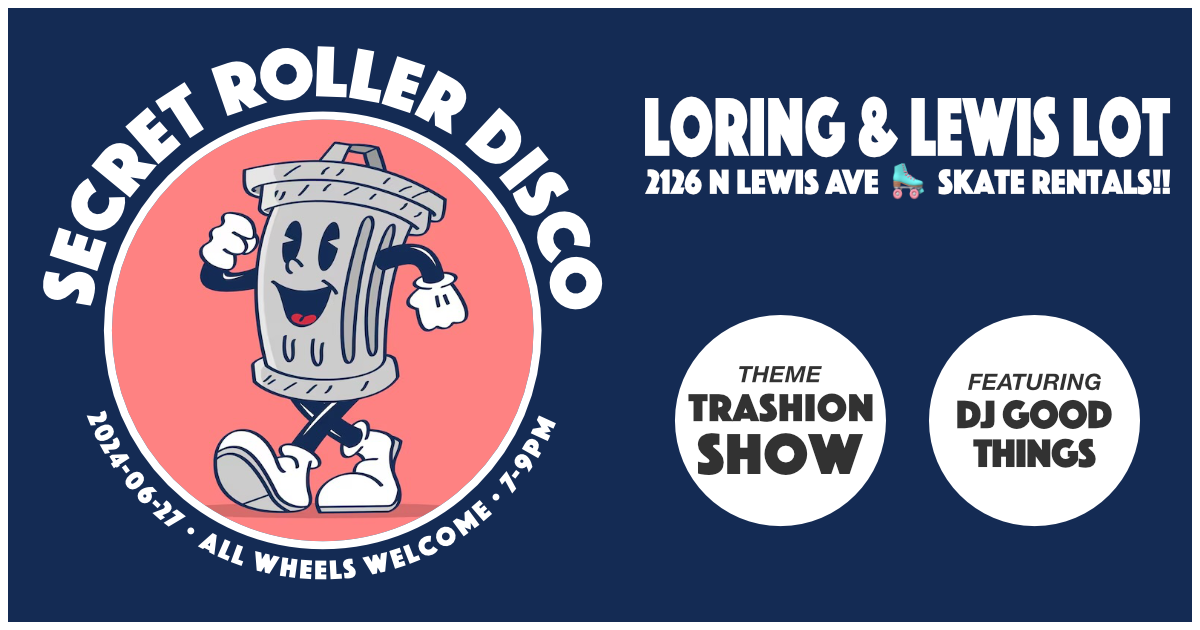 SECRET ROLLER DISCO
2024-06-27 • ALL WHEELS WELCOME • 7-9PM
LORING & LEWIS LOT
2126 N LEWIS AVE 🛼 SKATE RENTALS!!
THEME
TRASHION
SHOW
FEATURING
DJ GOOD
THINGS